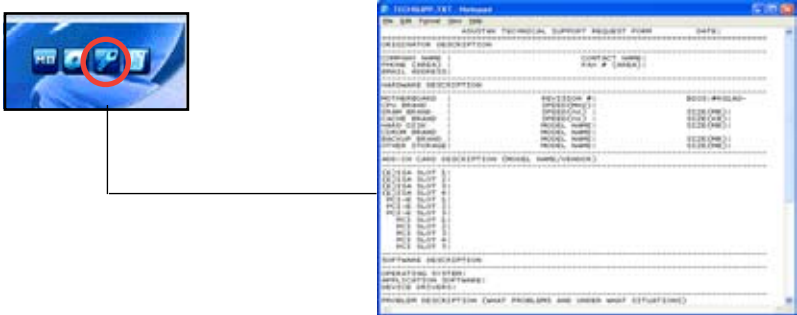 TECHSUPP.TXT - Notepad
File Edit Format View Help
ASUSTEK TECHNICAL SUPPORT REQUEST FORM DATE:
ORIGINATOR DESCRIPTION
COMPANY NAME : CONTACT NAME:
PHONE (AREA) : FAX # (AREA):
EMAIL ADDRESS:
HARDWARE DESCRIPTION
MOTHERBOARD : REVISION #: BIOS:
CPU BRAND : SPEED(MHz):
DRAM BRAND : SPEED(ns) : SIZE(MB):
CACHE BRAND : SPEED(ns) : SIZE(KB):
HARD DISK : MODEL NAME: SIZE(MB):
CDROM BRAND : MODEL NAME:
BACKUP BRAND : MODEL NAME: SIZE(MB):
OTHER STORAGE: MODEL NAME: SIZE(MB):
ADD-ON CARD DESCRIPTION (MODEL NAME/VENDOR)
(E)ISA SLOT 1:
(E)ISA SLOT 2:
(E)ISA SLOT 3:
(E)ISA SLOT 4:
PCI-E SLOT 1:
PCI-E SLOT 2:
PCI-E SLOT 3:
PCI SLOT 1:
PCI SLOT 2:
PCI SLOT 3:
PCI SLOT 4:
PCI SLOT 5:
SOFTWARE DESCRIPTION
OPERATING SYSTEM:
APPLICATION SOFTWARE:
DEVICE DRIVERS:
PROBLEM DESCRIPTION (WHAT PROBLEMS AND UNDER WHAT SITUATIONS)